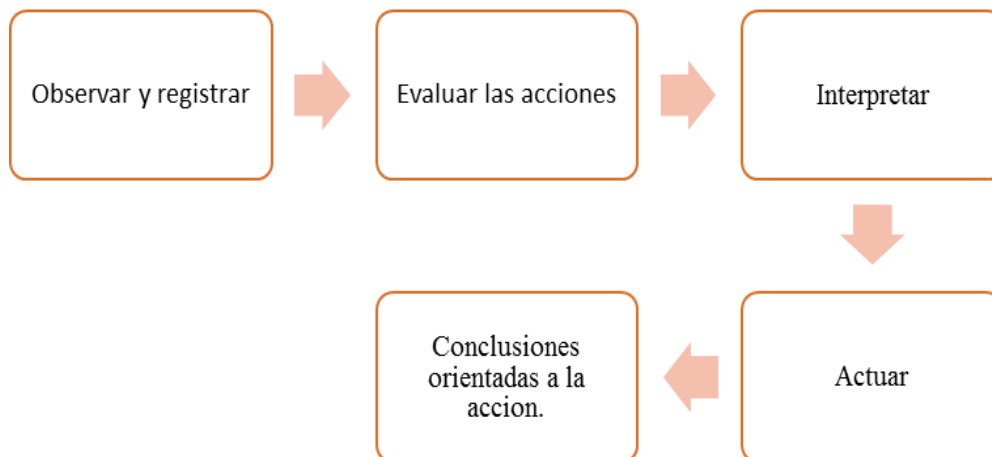 Observar y registrar
Evaluar las acciones
Interpretar
Actuar
Conclusiones
orientadas a la
accion.